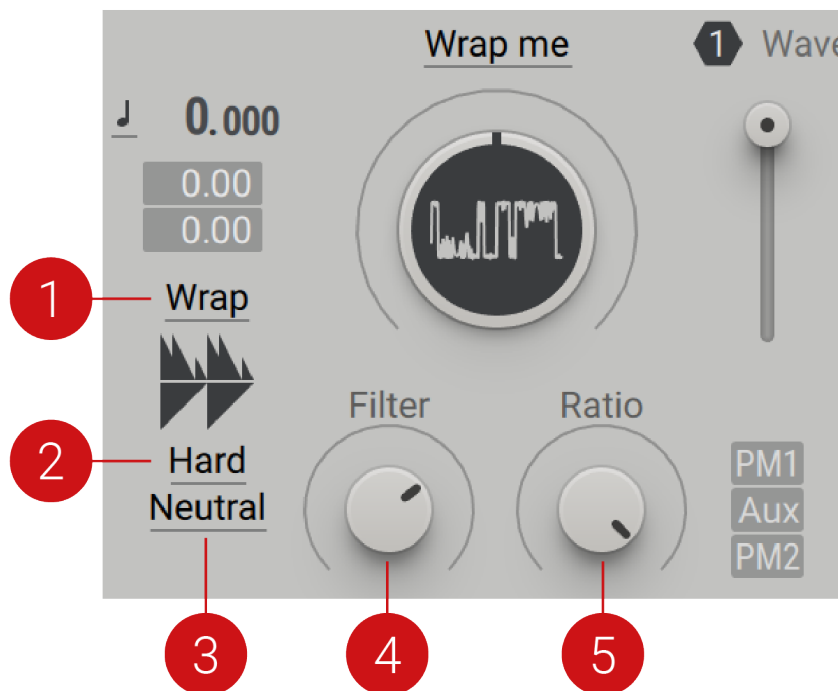 Wrap me
1 Wave
0.000
0.00
0.00
1
Wrap
Filter
Ratio
2
Hard
Neutral
PM1
Aux
PM2
3
4
5